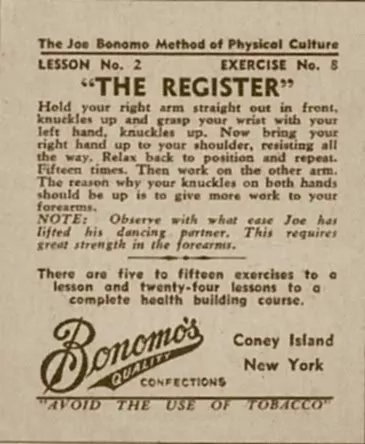 The Joe Bonomo Method of Physical Culture
LESSON No. 2 EXERCISE No. 8
"THE REGISTER"
Hold your right arm straight out in front,
knuckles up and grasp your wrist with your
left hand, knuckles up. Now bring your
right hand up to your shoulder, resisting all
the way. Relax back to position and repeat.
Fifteen times. Then work on the other arm.
The reason why your knuckles on both hands
should be up is to give more work to your
forearms.
NOTE: Observe with what ease Joe has
lifted his dancing partner. This requires
great strength in the forearms.
There are five to fifteen exercises to a
lesson and twenty-four lessons to a
complete health building course.
Bonomo's
QUALITY
CONFECTIONS
Coney Island
New York
"AVOID THE USE OF TOBACCO"